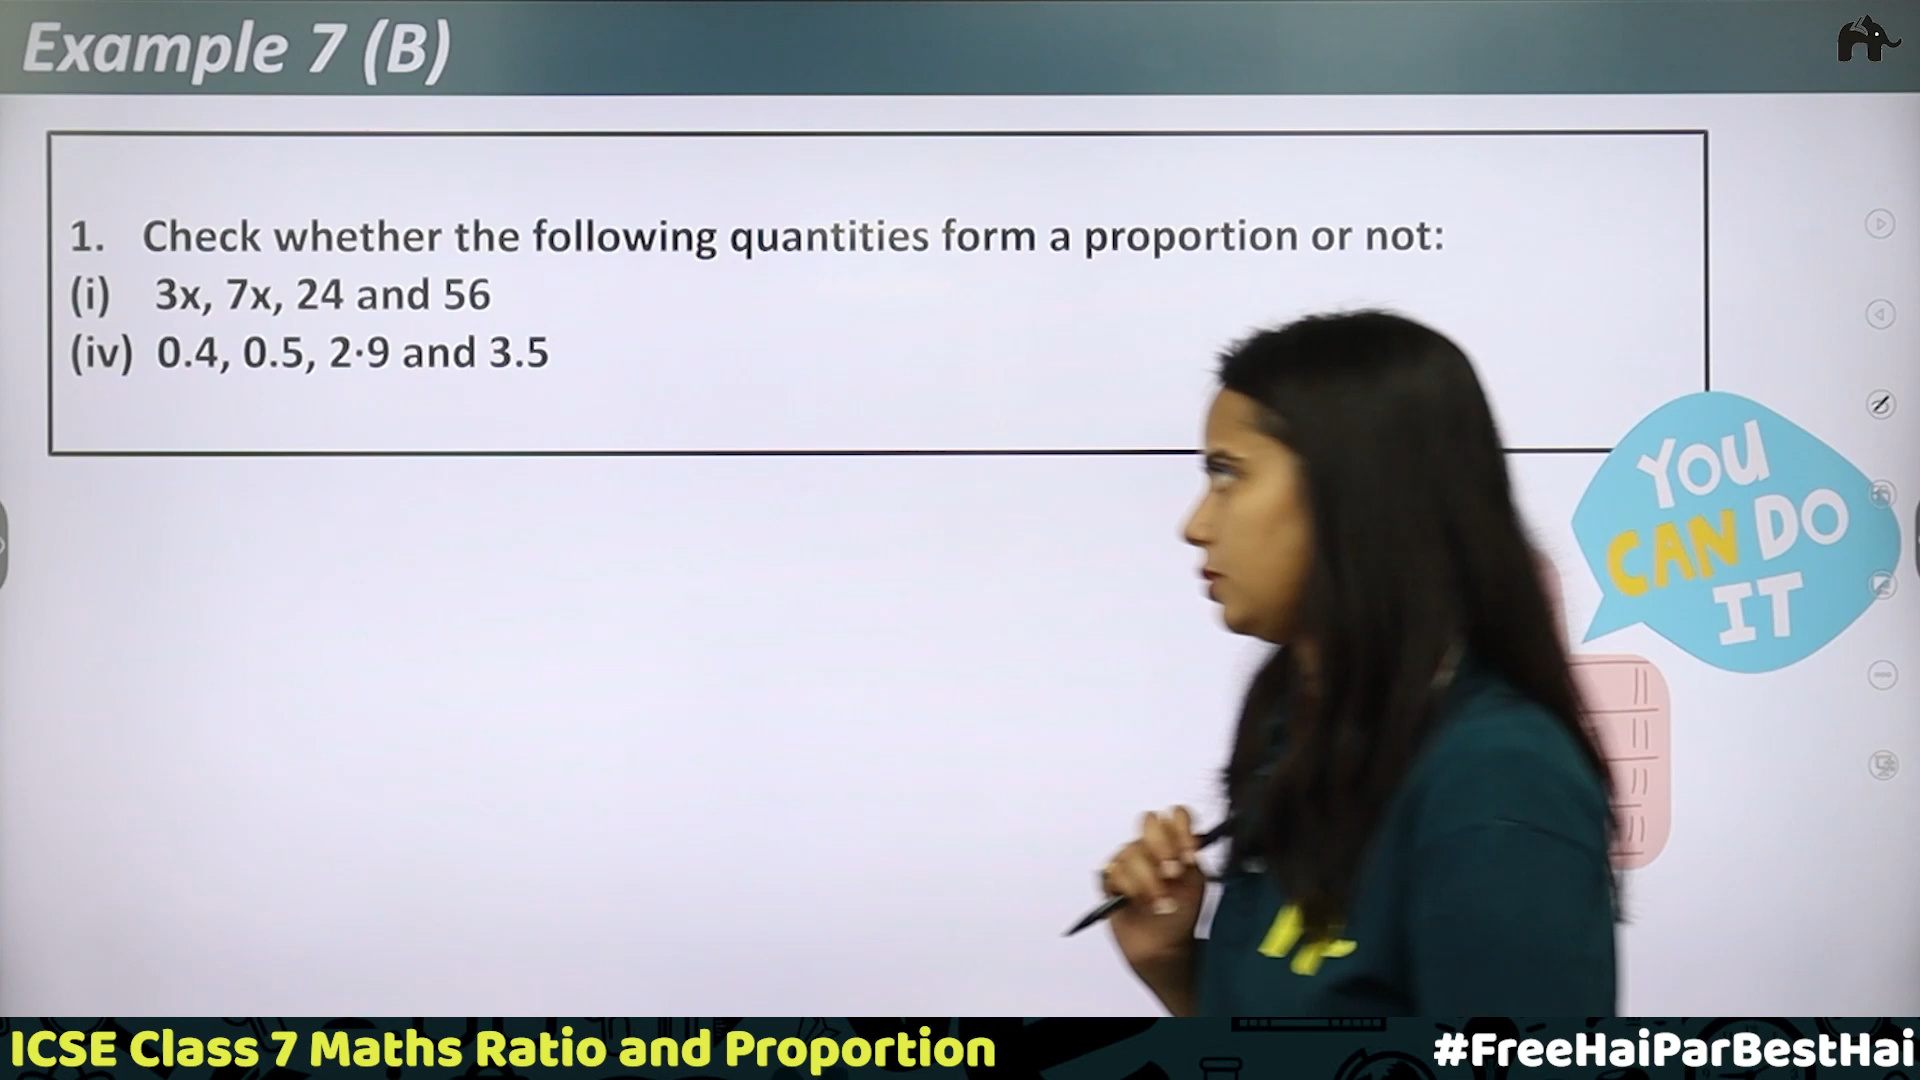 Example 7 (B)
1. Check whether the following quantities form a proportion or not:
(i) 3x, 7x, 24 and 56
(iv) 0.4, 0.5, 2·9 and 3.5
YOU
CAN DO
IT
ICSE Class 7 Maths Ratio and Proportion
#FreeHaiParBestHai